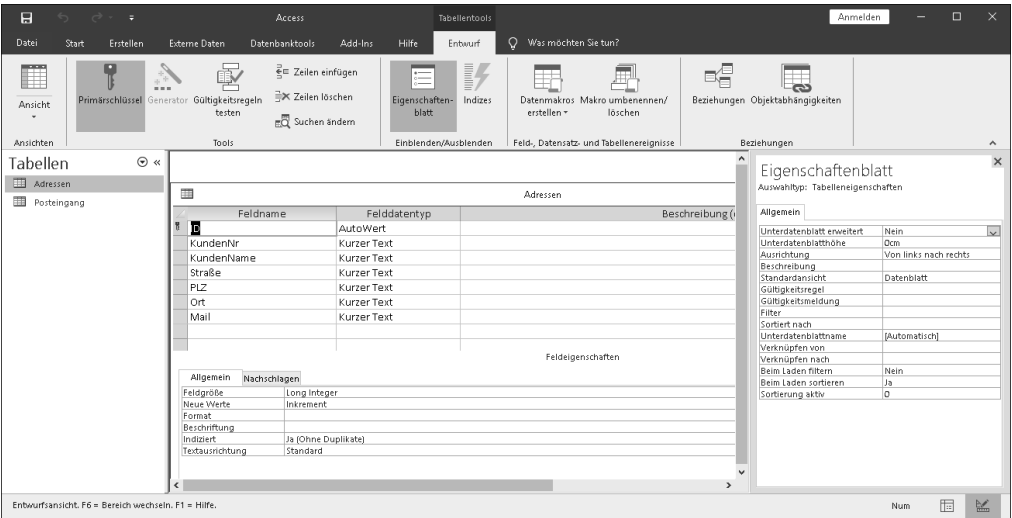 Access
Tabellentools
Anmelden
Datei Start Erstellen Externe Daten Datenbanktools Add-Ins Hilfe Entwurf Was möchten Sie tun?
Ansicht
Primärschlüssel Generator Gültigkeitsregeln testen
Zeilen einfügen
Zeilen löschen
Suchen ändern
Eigenschaften-
blatt
Indizes
Datenmakros erstellen
Makro umbenennen/
löschen
Beziehungen Objektabhängigkeiten
Ansichten Tools Einblenden/Ausblenden Feld-, Datensatz- und Tabellenereignisse Beziehungen
Tabellen
Adressen
Posteingang
Adressen
Feldname Felddatentyp Beschreibung (
ID AutoWert
KundenNr Kurzer Text
KundenName Kurzer Text
Straße Kurzer Text
PLZ Kurzer Text
Ort Kurzer Text
Mail Kurzer Text
Feldeigenschaften
Allgemein Nachschlagen
Feldgröße Long Integer
Neue Werte Inkrement
Format
Beschriftung
Indiziert Ja (Ohne Duplikate)
Textausrichtung Standard
Eigenschaftenblatt
Auswahltyp: Tabelleneigenschaften
Allgemein
Unterdatenblatt erweitert Nein
Unterdatenblatthöhe 0cm
Ausrichtung Von links nach rechts
Beschreibung
Standardansicht Datenblatt
Gültigkeitsregel
Gültigkeitsmeldung
Filter
Sortiert nach
Unterdatenblattname [Automatisch]
Verknüpfen von
Verknüpfen nach
Beim Laden filtern Nein
Beim Laden sortieren Ja
Sortierung aktiv 0
Entwurfsansicht. F6 = Bereich wechseln. F1 = Hilfe.
Num